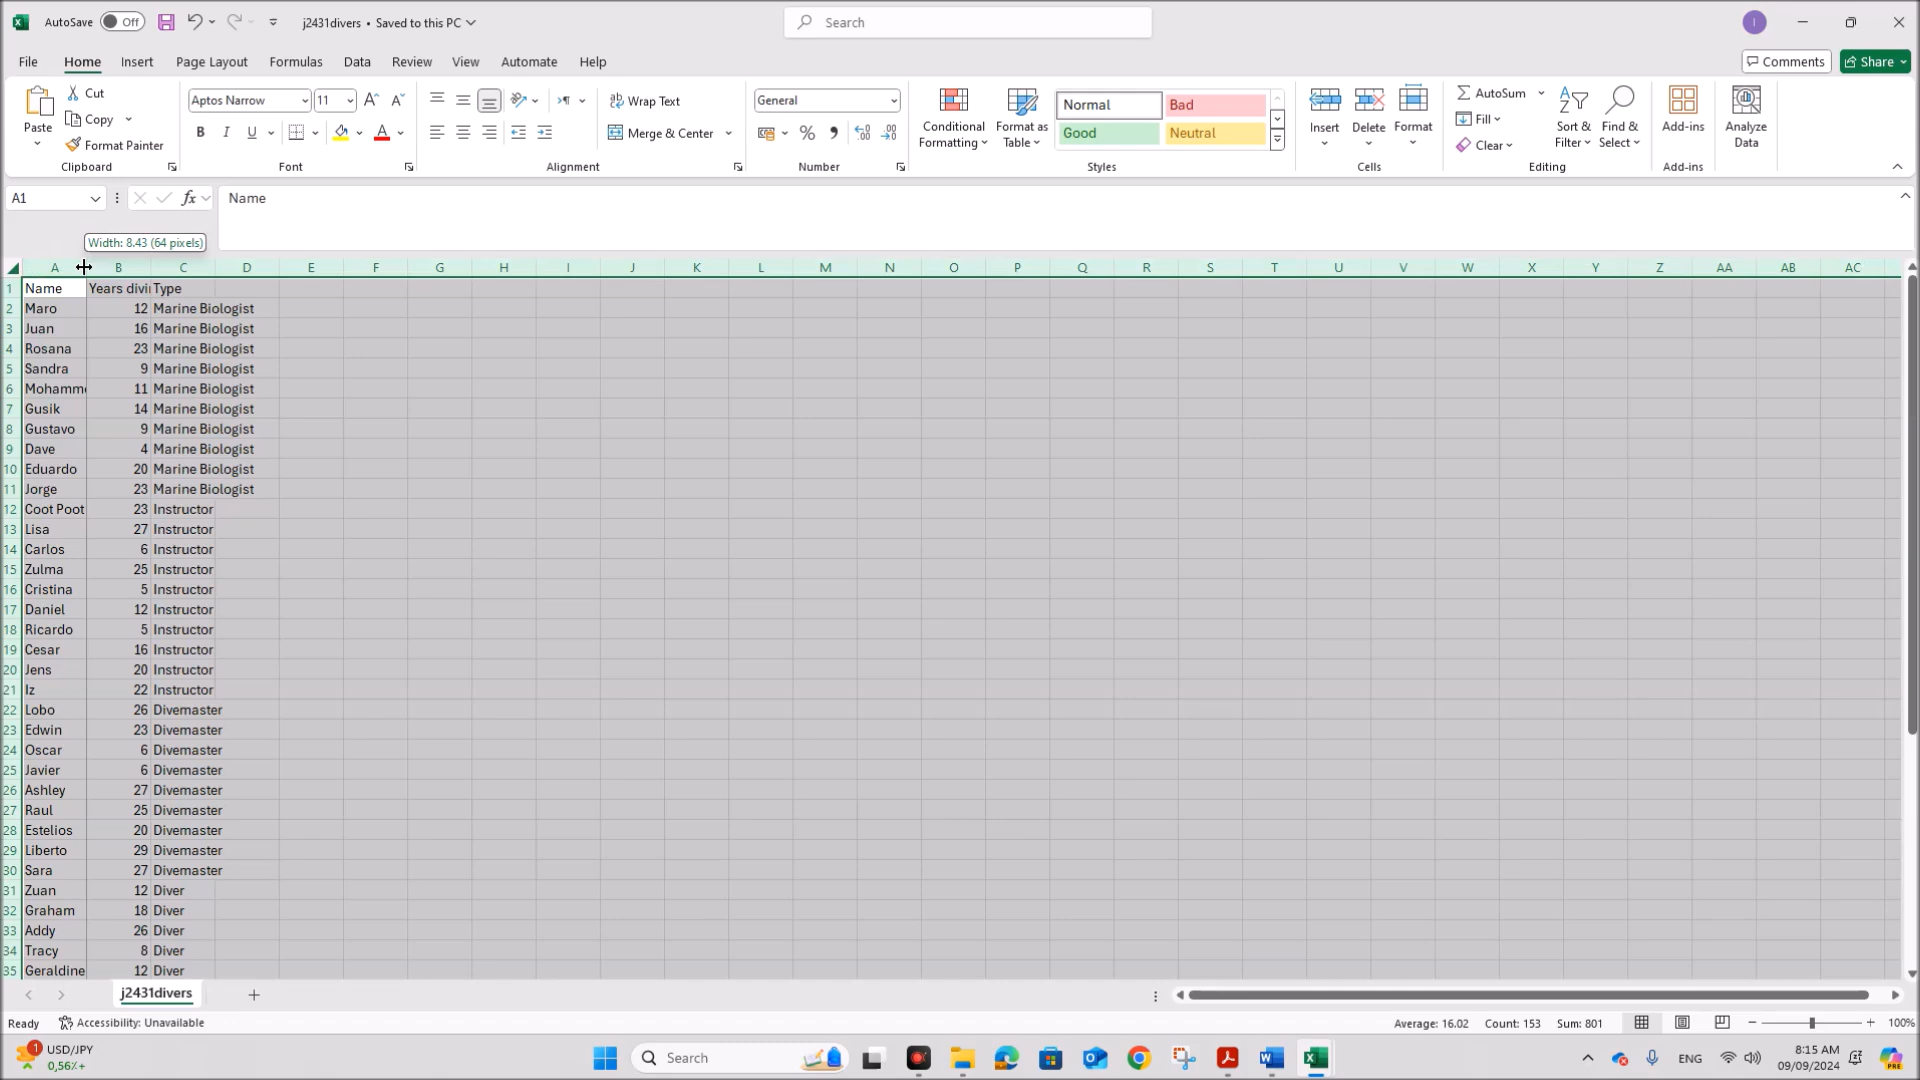 AutoSave Off j2431divers • Saved to this PC Search I
File Home Insert Page Layout Formulas Data Review View Automate Help Comments Share
Paste Cut Copy Format Painter Clipboard
Aptos Narrow 11 B I U Font
Wrap Text Merge & Center Alignment
General % Number
Conditional Formatting Format as Table Normal Bad Good Neutral Styles
Insert Delete Format Cells
AutoSum Fill Clear Sort & Filter Find & Select Editing
Add-ins Add-ins
Analyze Data
A1 fx Name
Width: 8.43 (64 pixels)
A B C D E F G H I J K L M N O P Q R S T U V W X Y Z AA AB AC
1 Name Years divi Type
2 Maro 12 Marine Biologist
3 Juan 16 Marine Biologist
4 Rosana 23 Marine Biologist
5 Sandra 9 Marine Biologist
6 Mohamme 11 Marine Biologist
7 Gusik 14 Marine Biologist
8 Gustavo 9 Marine Biologist
9 Dave 4 Marine Biologist
10 Eduardo 20 Marine Biologist
11 Jorge 23 Marine Biologist
12 Coot Poot 23 Instructor
13 Lisa 27 Instructor
14 Carlos 6 Instructor
15 Zulma 25 Instructor
16 Cristina 5 Instructor
17 Daniel 12 Instructor
18 Ricardo 5 Instructor
19 Cesar 16 Instructor
20 Jens 20 Instructor
21 Iz 22 Instructor
22 Lobo 26 Divemaster
23 Edwin 23 Divemaster
24 Oscar 6 Divemaster
25 Javier 6 Divemaster
26 Ashley 27 Divemaster
27 Raul 25 Divemaster
28 Estelios 20 Divemaster
29 Liberto 29 Divemaster
30 Sara 27 Divemaster
31 Zuan 12 Diver
32 Graham 18 Diver
33 Addy 26 Diver
34 Tracy 8 Diver
35 Geraldine 12 Diver
j2431divers
Ready Accessibility: Unavailable Average: 16.02 Count: 153 Sum: 801 100%
1 USD/JPY Search ENG 8:15 AM
0,56% 09/09/2024 PRE